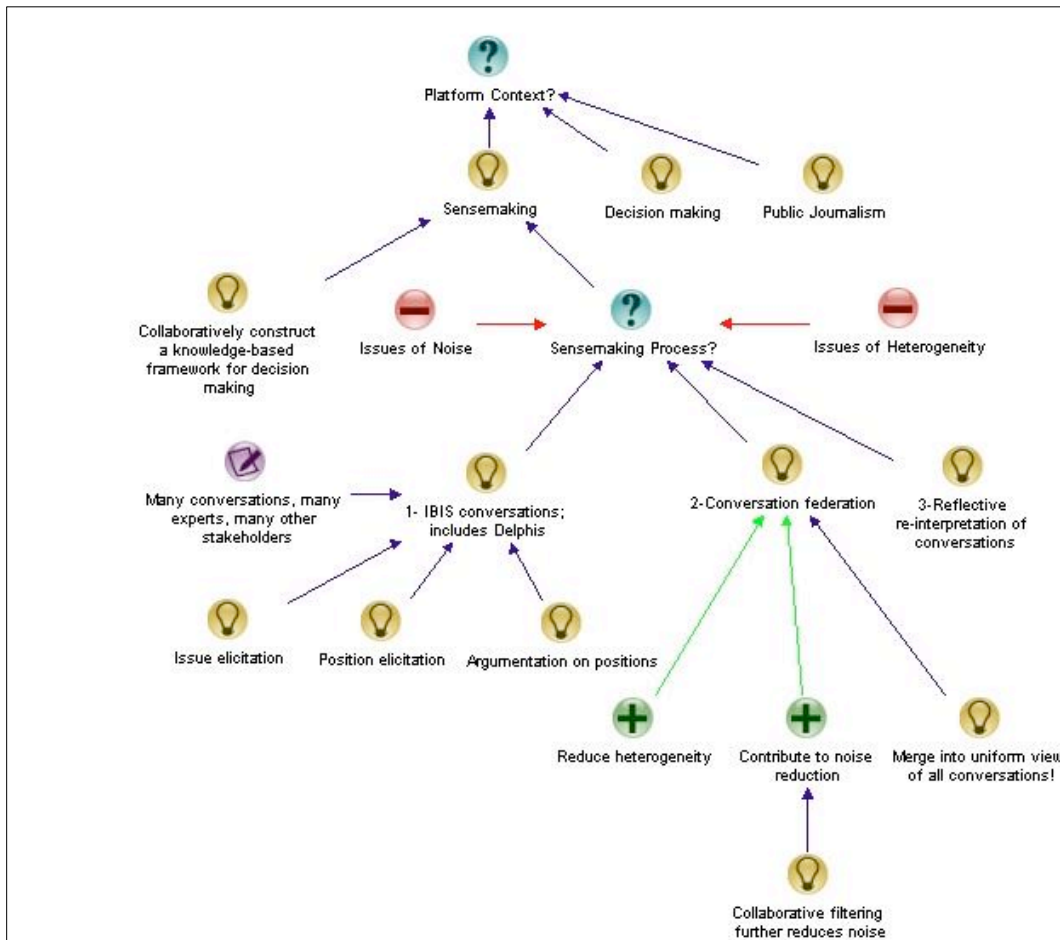 Platform Context?
Sensemaking
Decision making
Public Journalism
Collaboratively construct
a knowledge-based
framework for decision
making
Issues of Noise
Sensemaking Process?
Issues of Heterogeneity
Many conversations, many
experts, many other
stakeholders
1- IBIS conversations;
includes Delphis
2-Conversation federation
3-Reflective
re-interpretation of
conversations
Issue elicitation
Position elicitation
Argumentation on positions
Reduce heterogeneity
Contribute to noise
reduction
Merge into uniform view
of all conversations!
Collaborative filtering
further reduces noise